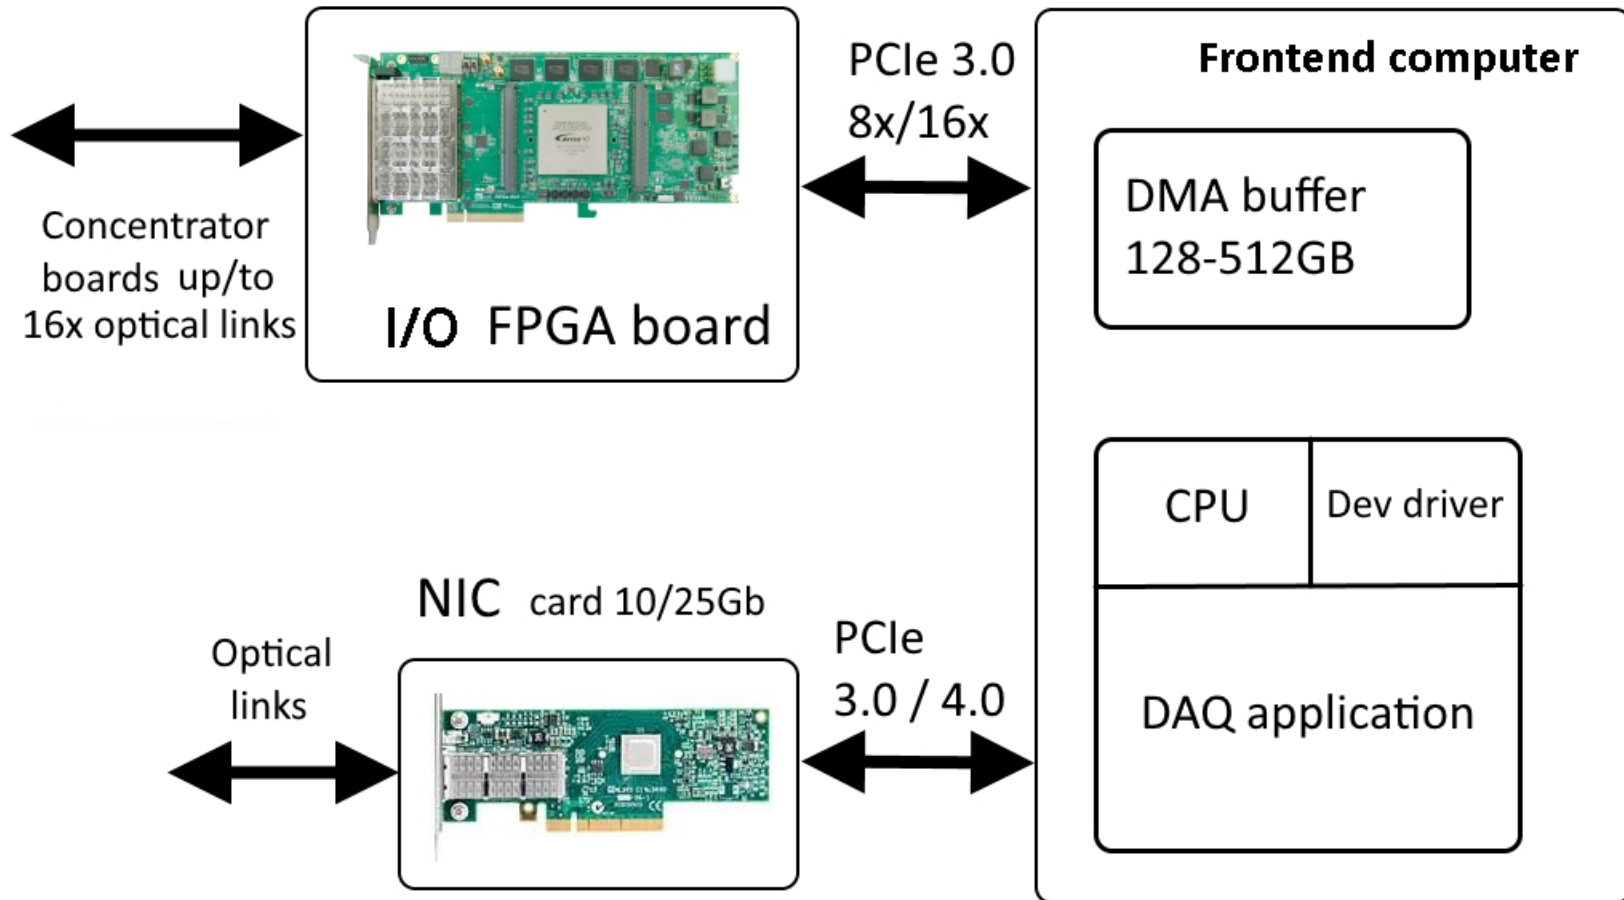 PCIe 3.0
8x/16x
Frontend computer
DMA buffer
128-512GB
Concentrator
boards up/to
16x optical links
I/O FPGA board
CPU
Dev driver
NIC card 10/25Gb
Optical
links
PCIe
3.0 / 4.0
DAQ application